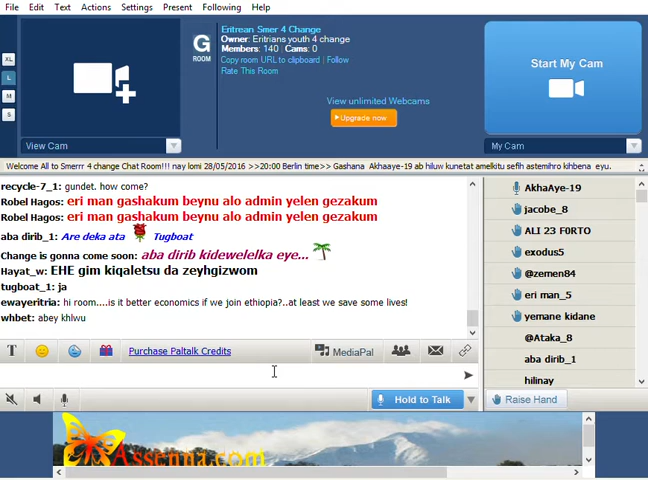 File Edit Text Actions Settings Present Following Help
XL
L
M
S
View Cam
G
ROOM
Eritrean Smer 4 Change
Owner: Eritrians youth 4 change
Members: 140 Cams: 0
Copy room URL to clipboard | Follow
Rate This Room
View unlimited Webcams
Upgrade now
Start My Cam
My Cam
Welcome All to Smerrr 4 change Chat Room!!! nay lomi 28/05/2016 >>20:00 Berlin time>> Gashana Akhaaye-19 ab hiluw kunetat amelkitu sefih astemihro kihbena eyu.
recycle-7_1: gundet. how come?
Robel Hagos: eri man gashakum beynu alo admin yelen gezakum
Robel Hagos: eri man gashakum beynu alo admin yelen gezakum
aba dirib_1: Are deka ata Tugboat
Change is gonna come soon: aba dirib kidewelelka eye...
Hayat_w: EHE gim kiqaletsu da zeyhgizwom
tugboat_1: ja
ewayeritria: hi room....is it better economics if we join ethiopia?..at least we save some lives!
whbet: abey khlwu
AkhaAye-19
jacobe_8
ALI 23 F0RTO
exodus5
@zemen84
eri man_5
yemane kidane
@Ataka_8
aba dirib_1
hilinay
T
Purchase Paltalk Credits
MediaPal
Hold to Talk
Raise Hand
Assenna.com